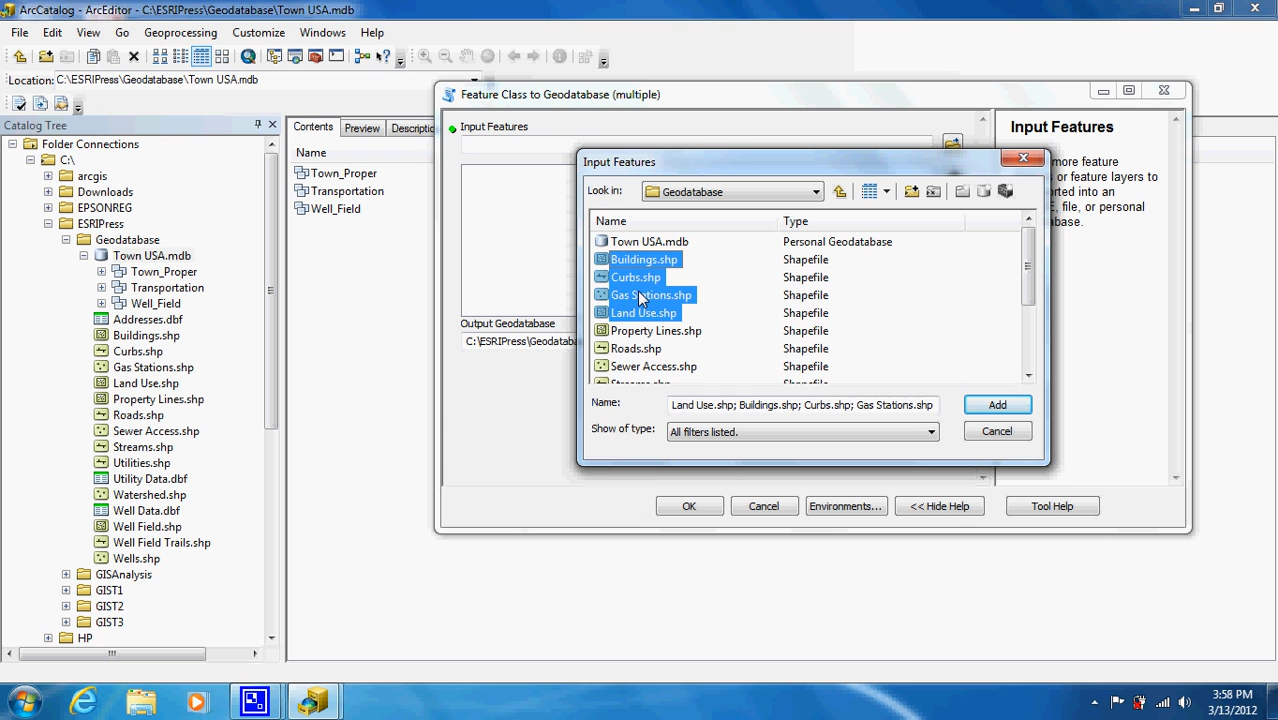 ArcCatalog - ArcEditor - C:\ESRIPress\Geodatabase\Town USA.mdb
File Edit View Go Geoprocessing Customize Windows Help
Location: C:\ESRIPress\Geodatabase\Town USA.mdb
Catalog Tree
Folder Connections
C:\
arcgis
Downloads
EPSONREG
ESRIPress
Geodatabase
Town USA.mdb
Town_Proper
Transportation
Well_Field
Addresses.dbf
Buildings.shp
Curbs.shp
Gas Stations.shp
Land Use.shp
Property Lines.shp
Roads.shp
Sewer Access.shp
Streams.shp
Utilities.shp
Utility Data.dbf
Watershed.shp
Well Data.dbf
Well Field.shp
Well Field Trails.shp
Wells.shp
GISAnalysis
GIST1
GIST2
GIST3
HP
Contents Preview Descriptio
Name
Town_Proper
Transportation
Well_Field
Feature Class to Geodatabase (multiple)
Input Features
Output Geodatabase
C:\ESRIPress\Geodataba
OK Cancel Environments... << Hide Help Tool Help
Input Features
more feature
or feature layers to
orted into an
E, file, or personal
base.
Input Features
Look in: Geodatabase
Name Type
Town USA.mdb Personal Geodatabase
Buildings.shp Shapefile
Curbs.shp Shapefile
Gas Stations.shp Shapefile
Land Use.shp Shapefile
Property Lines.shp Shapefile
Roads.shp Shapefile
Sewer Access.shp Shapefile
Name: Land Use.shp; Buildings.shp; Curbs.shp; Gas Stations.shp Add
Show of type: All filters listed. Cancel
3:58 PM
3/13/2012